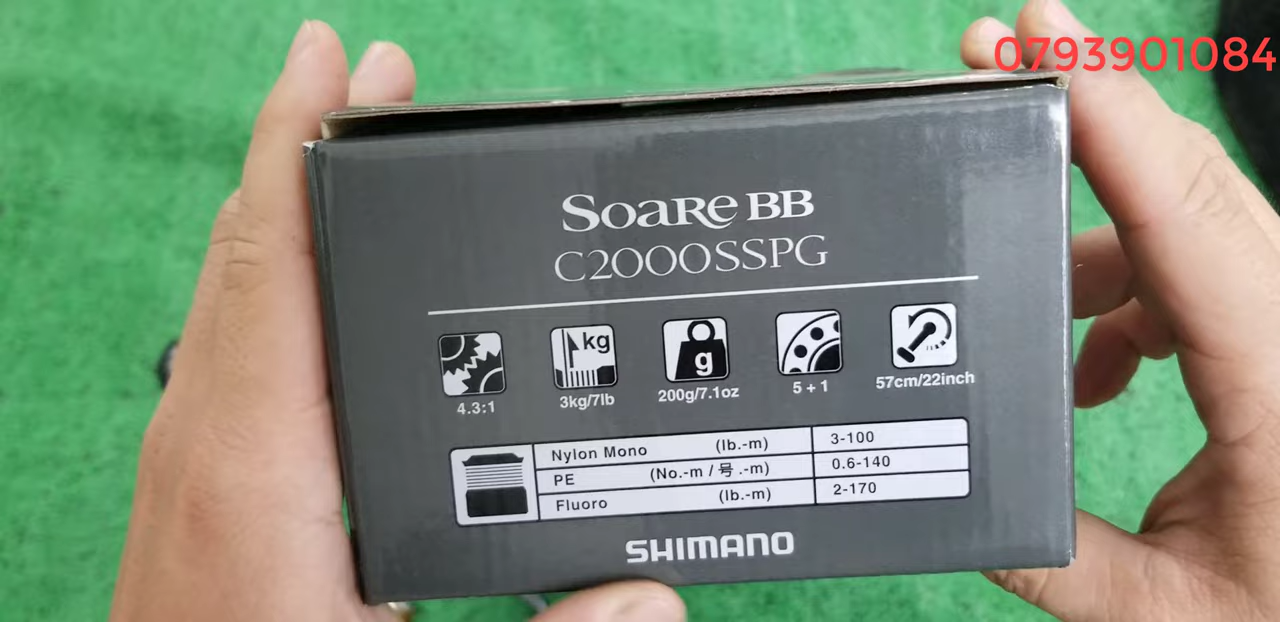 0793901084
SOARE BB
C2000SSPG
kg
g
4.3:1 3kg/7lb 200g/7.1oz 5 + 1 57cm/22inch
Nylon Mono (lb.-m) 3-100
PE (No.-m / 号 .-m) 0.6-140
Fluoro (lb.-m) 2-170
SHIMANO